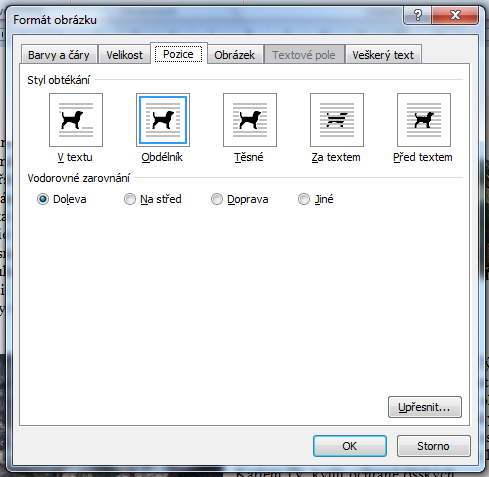 Formát obrázku
Barvy a čáry Velikost Pozice Obrázek Textové pole Veškerý text
Styl obtékání
V textu Obdélník Těsné Za textem Před textem
Vodorovné zarovnání
Doleva Na střed Doprava Jiné
Upřesnit...
OK Storno